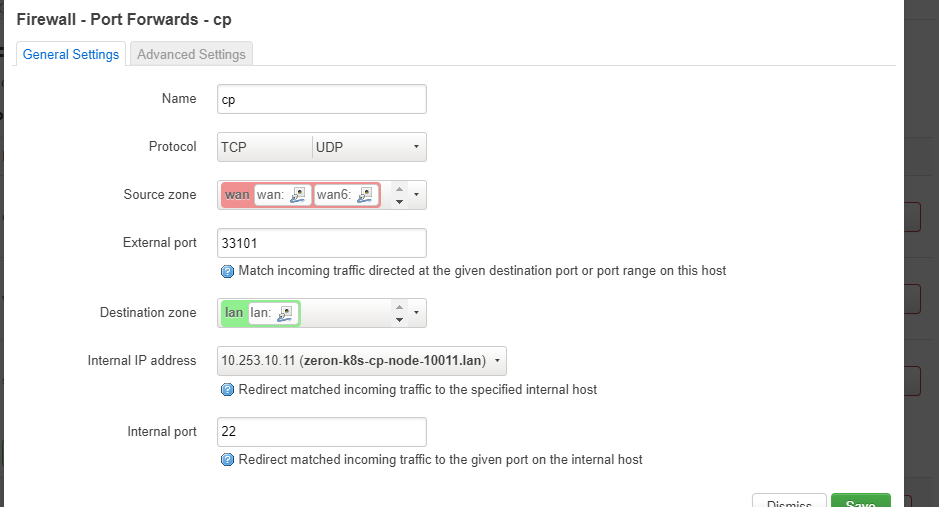 Firewall - Port Forwards - cp
General Settings Advanced Settings
Name cp
Protocol TCP UDP
Source zone wan wan: wan6:
External port 33101
Match incoming traffic directed at the given destination port or port range on this host
Destination zone lan lan:
Internal IP address 10.253.10.11 (zeron-k8s-cp-node-10011.lan)
Redirect matched incoming traffic to the specified internal host
Internal port 22
Redirect matched incoming traffic to the given port on the internal host
Dismiss Save